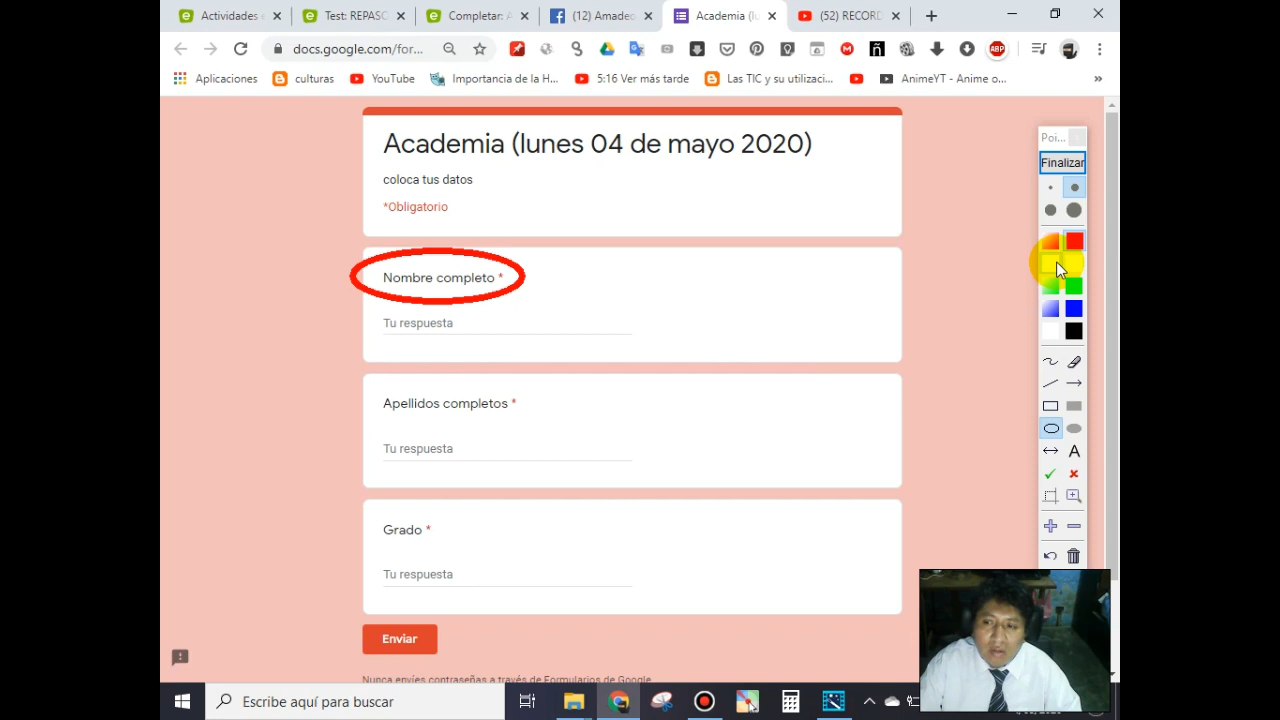 Actividades
Test: REPASO
Completar: A
(12) Amadeo
Academia (lu
(52) RECORD
docs.google.com/for...
Aplicaciones
culturas
YouTube
Importancia de la H...
5:16 Ver más tarde
Las TIC y su utilizaci...
AnimeYT - Anime o...
»
Academia (lunes 04 de mayo 2020)
coloca tus datos
*Obligatorio
Nombre completo *
Tu respuesta
Apellidos completos *
Tu respuesta
Grado *
Tu respuesta
Enviar
Nunca envíes contraseñas a través de Formularios de Google.
Poi...
Finalizar
A
ABP
Escribe aquí para buscar